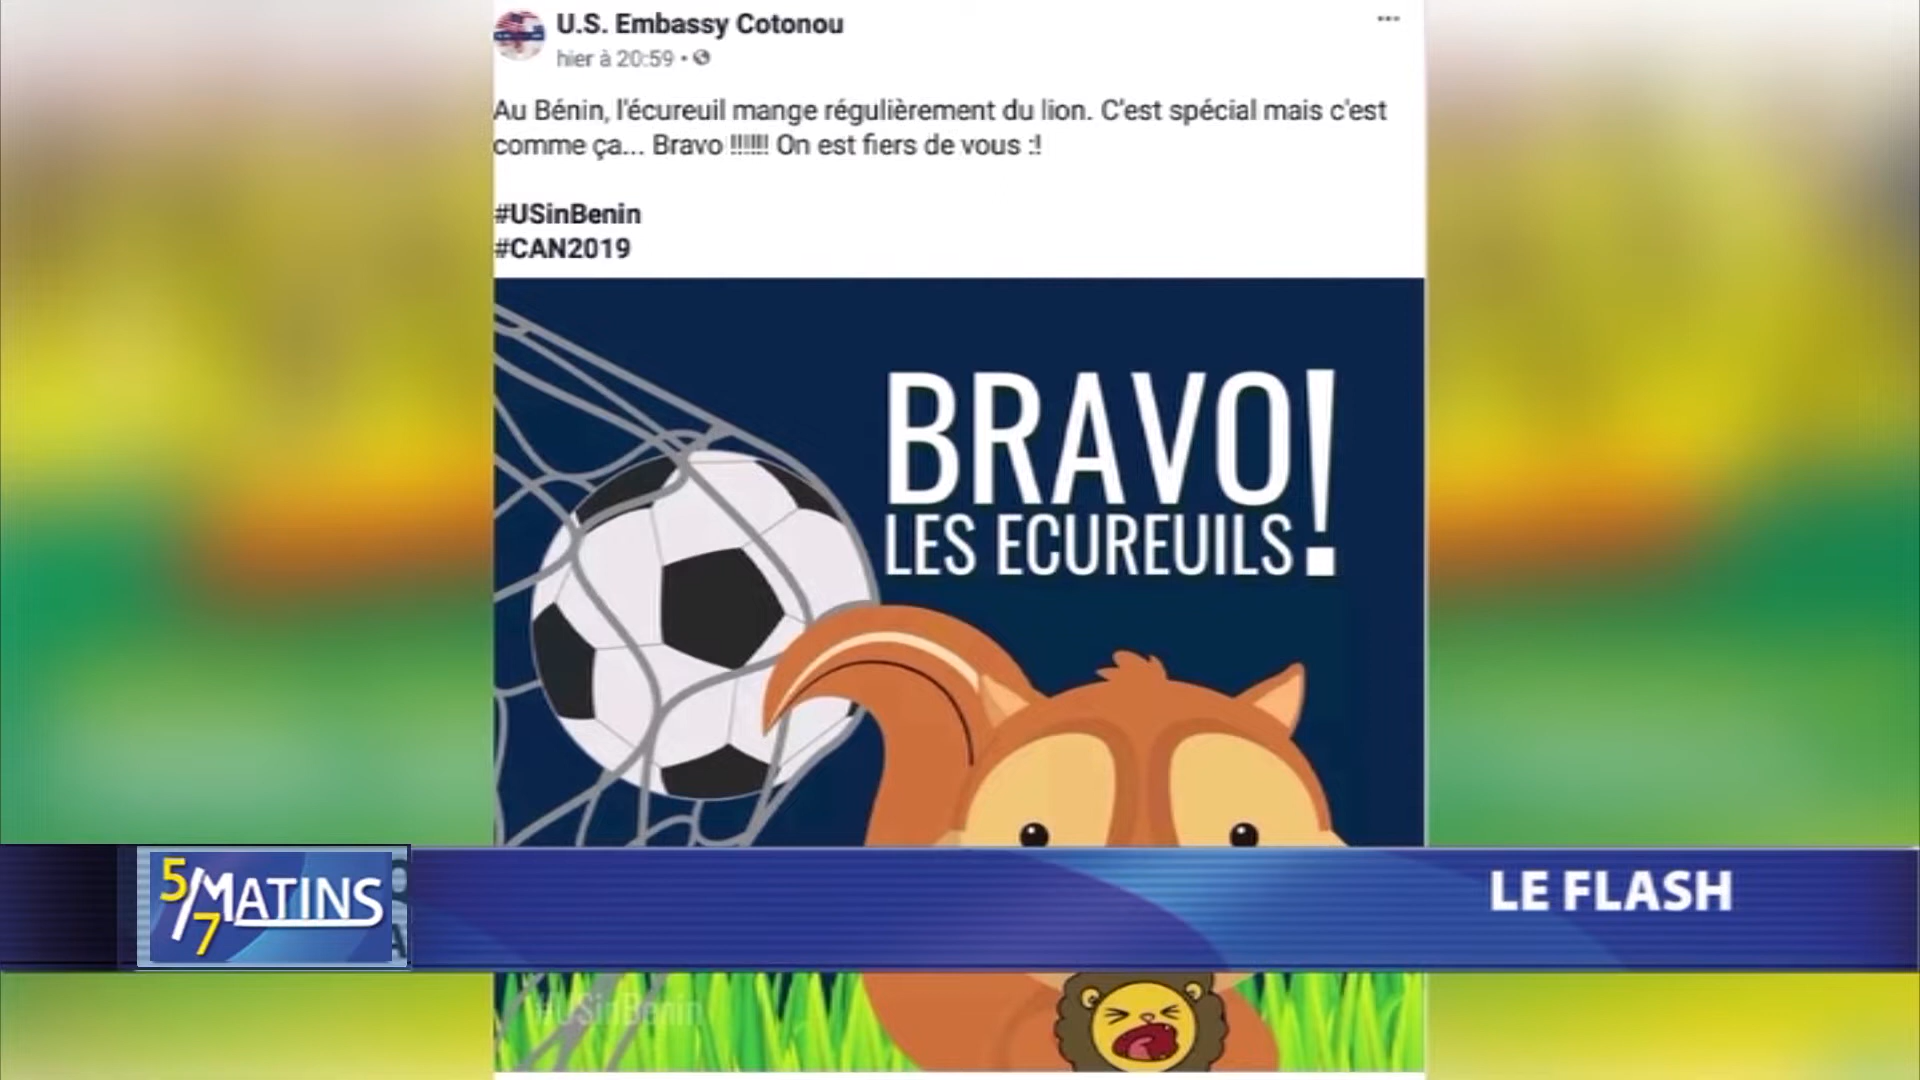 U.S. Embassy Cotonou
hier à 20:59
Au Bénin, l'écureuil mange régulièrement du lion. C'est spécial mais c'est
comme ça... Bravo !!!!!!! On est fiers de vous :!
#USinBenin
#CAN2019
BRAVO!
LES ECUREUILS
5/7 MATINS
LE FLASH
#USinBenin